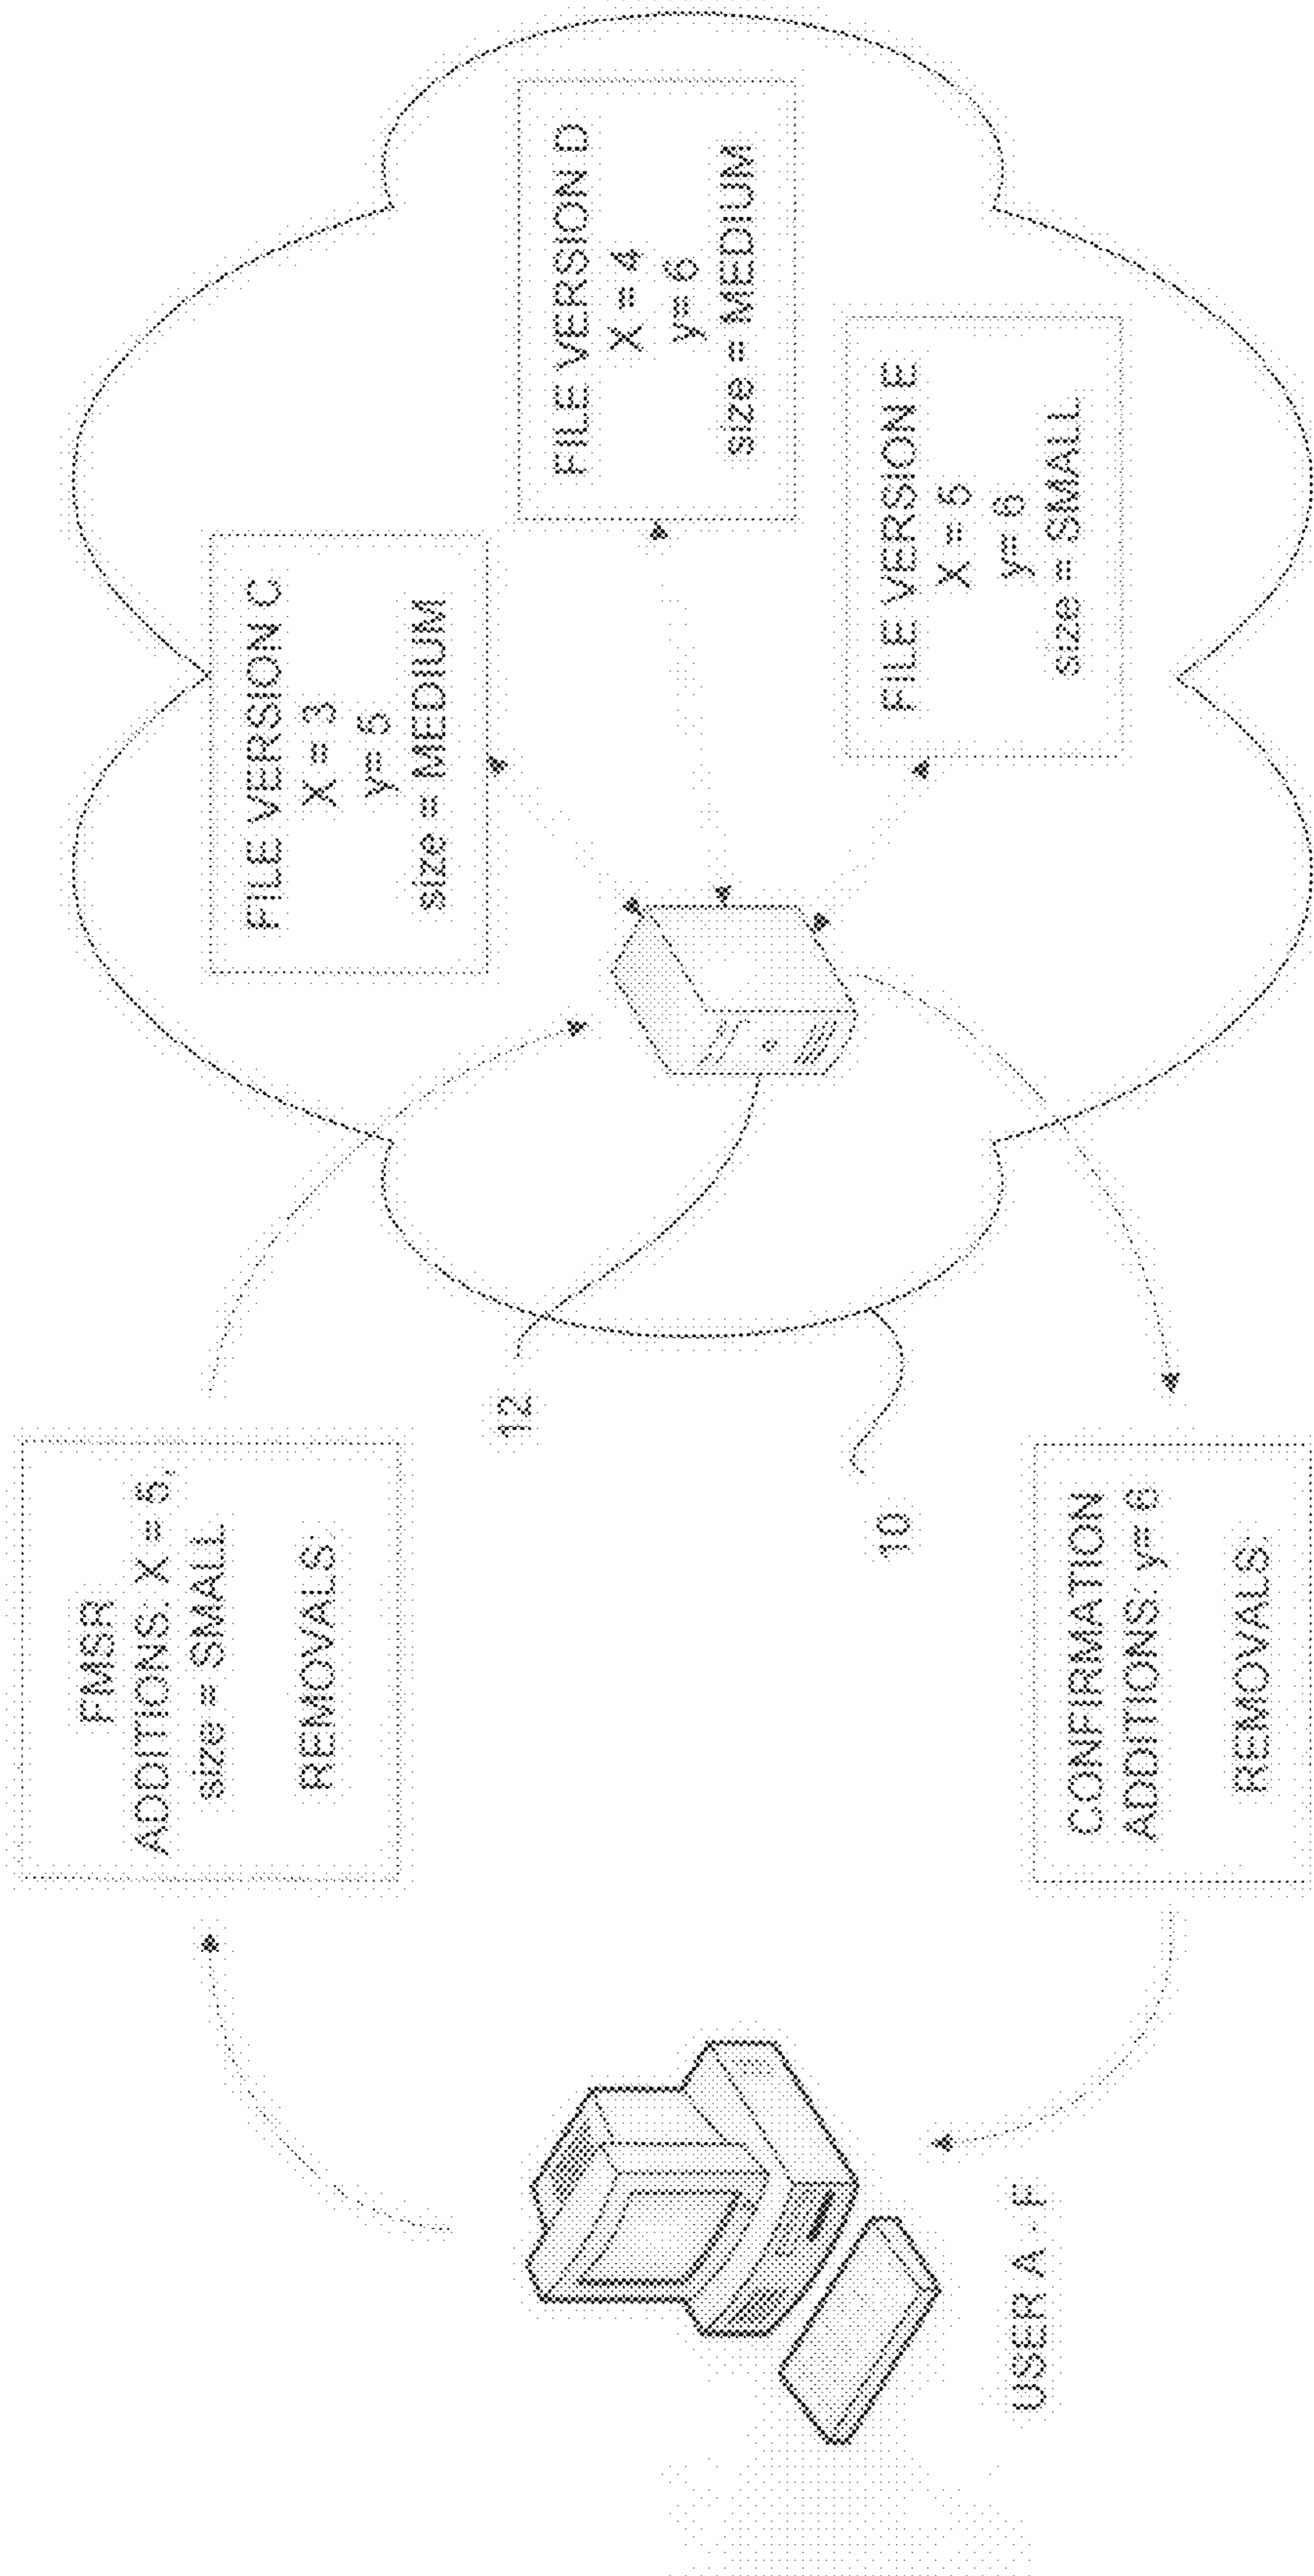 FMSR
ADDITIONS: X = 5,
size = SMALL
REMOVALS:
12
10
CONFIRMATION
ADDITIONS: y= 6
REMOVALS:
USER A - F
FILE VERSION C
X = 3
y= 5
size = MEDIUM
FILE VERSION D
X = 4
y= 6
size = MEDIUM
FILE VERSION E
X = 5
y= 6
size = SMALL